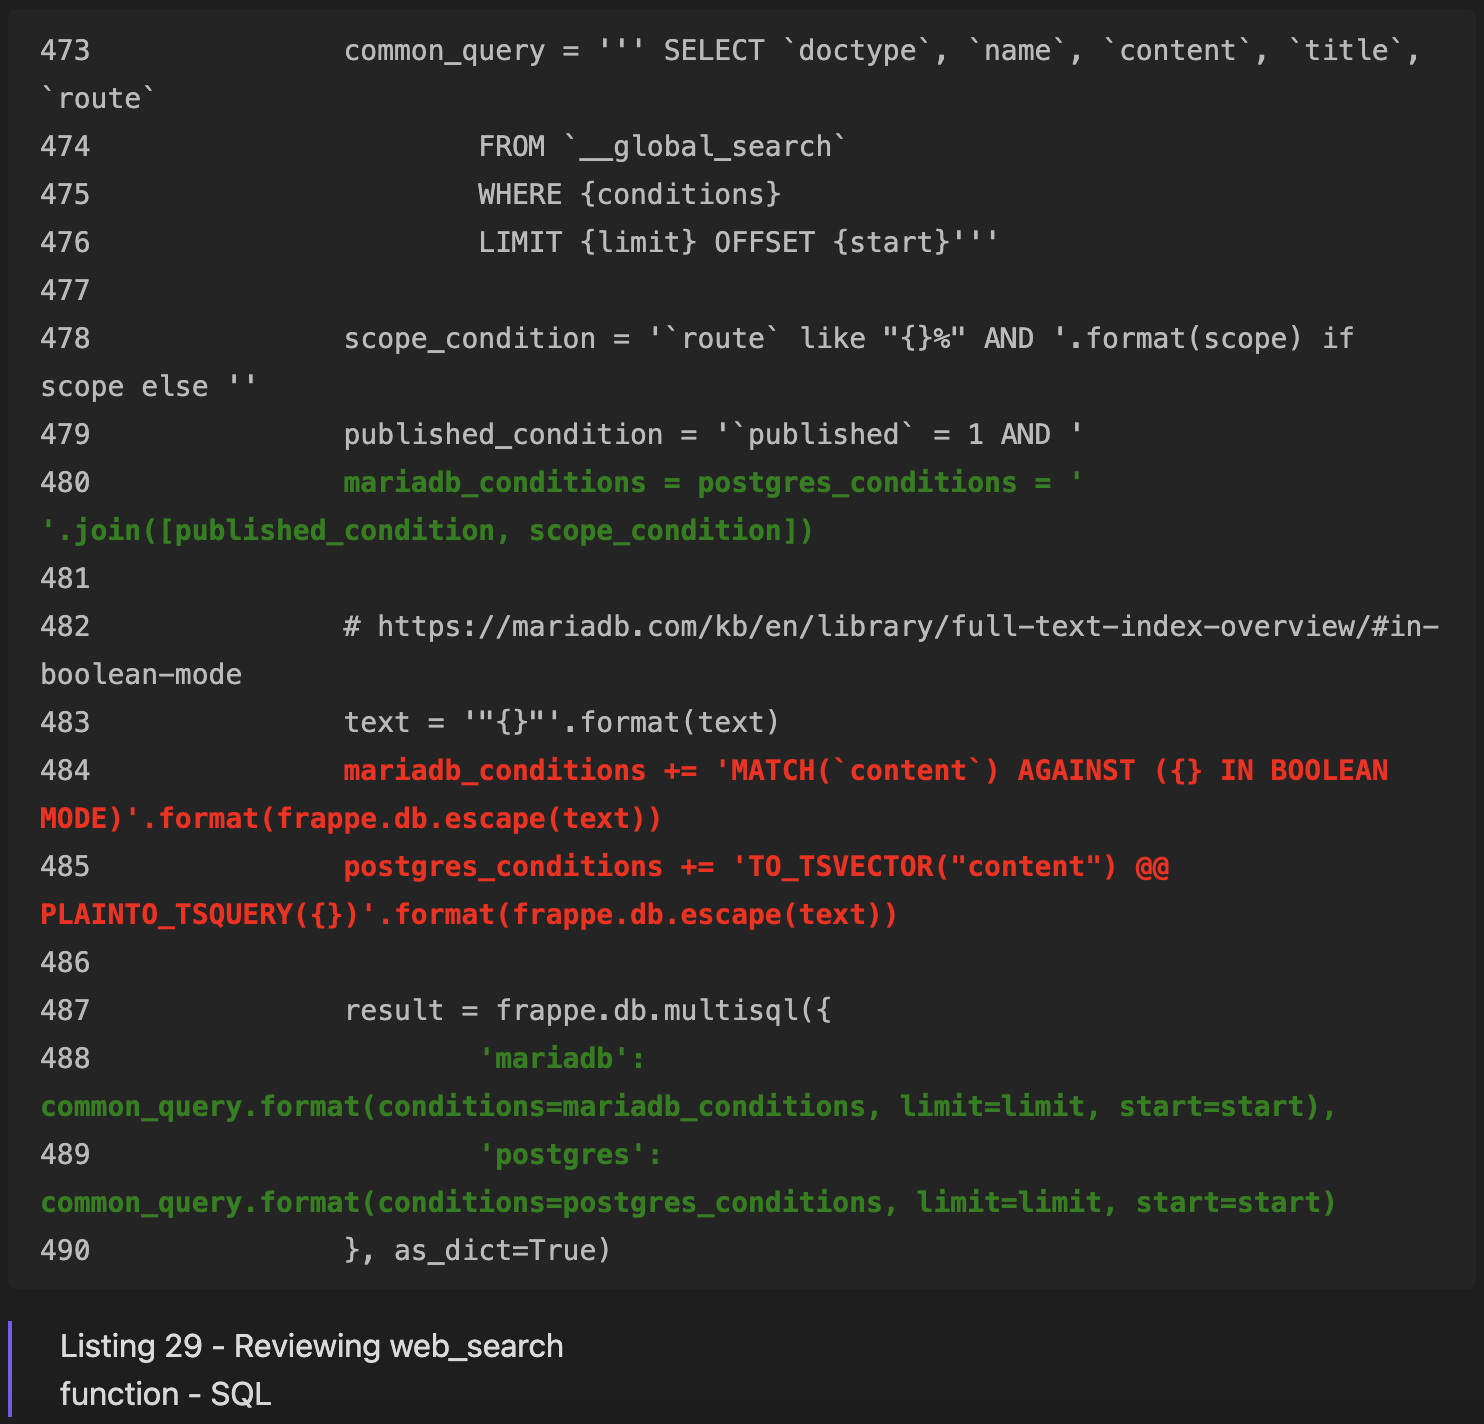 473               common_query = ''' SELECT `doctype`, `name`, `content`, `title`,
`route`
474                       FROM `__global_search`
475                       WHERE {conditions}
476                       LIMIT {limit} OFFSET {start}'''
477
478               scope_condition = '`route` like "{}%" AND '.format(scope) if
scope else ''
479               published_condition = '`published` = 1 AND '
480               mariadb_conditions = postgres_conditions = '
'.join([published_condition, scope_condition])
481
482               # https://mariadb.com/kb/en/library/full-text-index-overview/#in-
boolean-mode
483               text = '"{}"'.format(text)
484               mariadb_conditions += 'MATCH(`content`) AGAINST ({} IN BOOLEAN
MODE)'.format(frappe.db.escape(text))
485               postgres_conditions += 'TO_TSVECTOR("content") @@
PLAINTO_TSQUERY({})'.format(frappe.db.escape(text))
486
487               result = frappe.db.multisql({
488                       'mariadb':
common_query.format(conditions=mariadb_conditions, limit=limit, start=start),
489                       'postgres':
common_query.format(conditions=postgres_conditions, limit=limit, start=start)
490               }, as_dict=True)
Listing 29 - Reviewing web_search
function - SQL